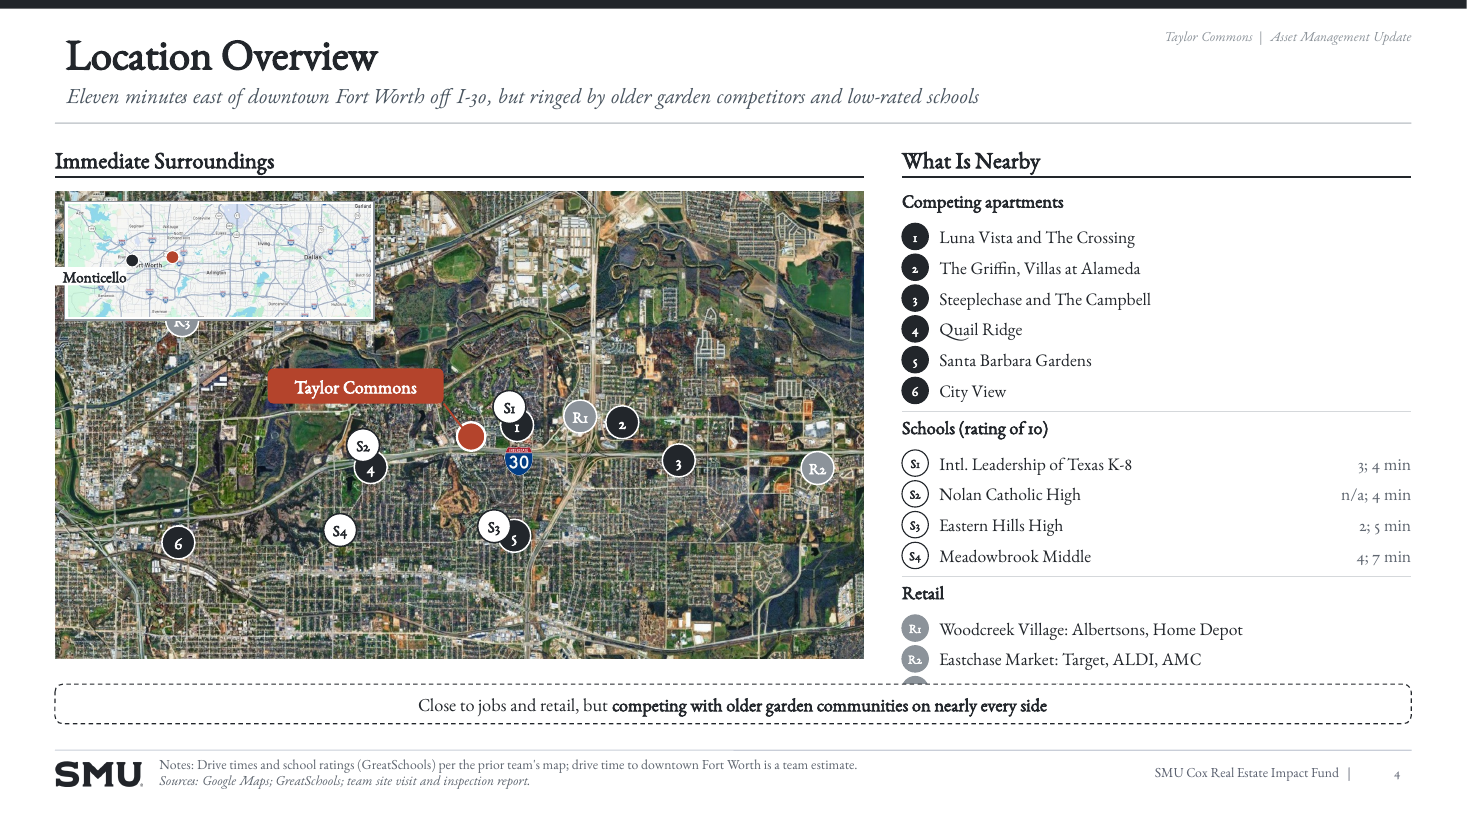 Taylor Commons | Asset Management Update
Location Overview
Eleven minutes east of downtown Fort Worth off I-30, but ringed by older garden competitors and low-rated schools
Immediate Surroundings
Irving
Dallas
Arlington
Garland
Monticello
R3
Taylor Commons
S1
1
R1
2
S2
4
30
3
R2
S4
S3
5
6
What Is Nearby
Competing apartments
1 Luna Vista and The Crossing
2 The Griffin, Villas at Alameda
3 Steeplechase and The Campbell
4 Quail Ridge
5 Santa Barbara Gardens
6 City View
Schools (rating of 10)
S1 Intl. Leadership of Texas K-8 3; 4 min
S2 Nolan Catholic High n/a; 4 min
S3 Eastern Hills High 2; 5 min
S4 Meadowbrook Middle 4; 7 min
Retail
R1 Woodcreek Village: Albertsons, Home Depot
R2 Eastchase Market: Target, ALDI, AMC
Close to jobs and retail, but competing with older garden communities on nearly every side
SMU
Notes: Drive times and school ratings (GreatSchools) per the prior team's map; drive time to downtown Fort Worth is a team estimate.
Sources: Google Maps; GreatSchools; team site visit and inspection report.
SMU Cox Real Estate Impact Fund | 4